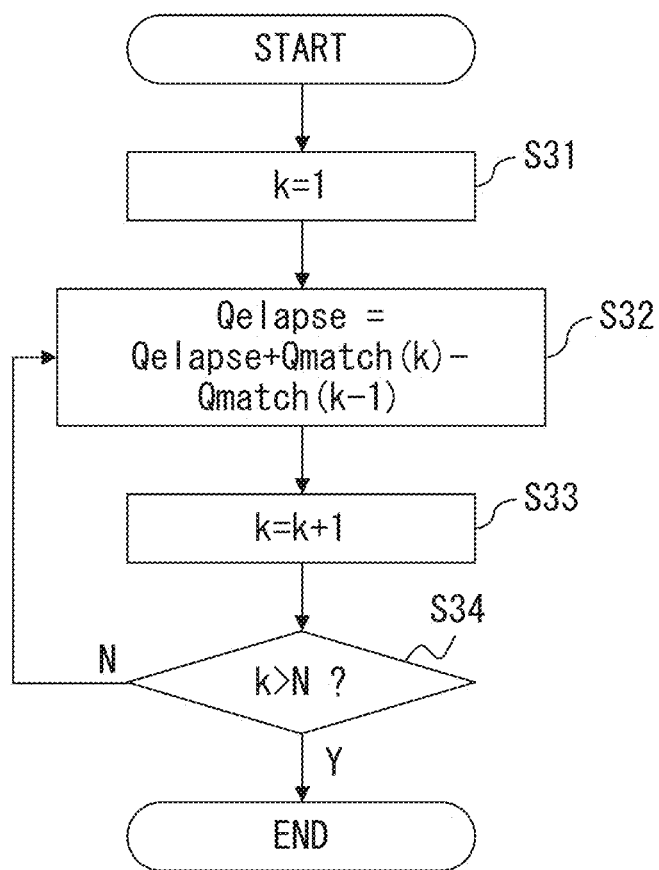 START
k=1
S31
Qelapse =
Qelapse+Qmatch(k)-
Qmatch(k-1)
S32
k=k+1
S33
S34
k>N ?
N
Y
END